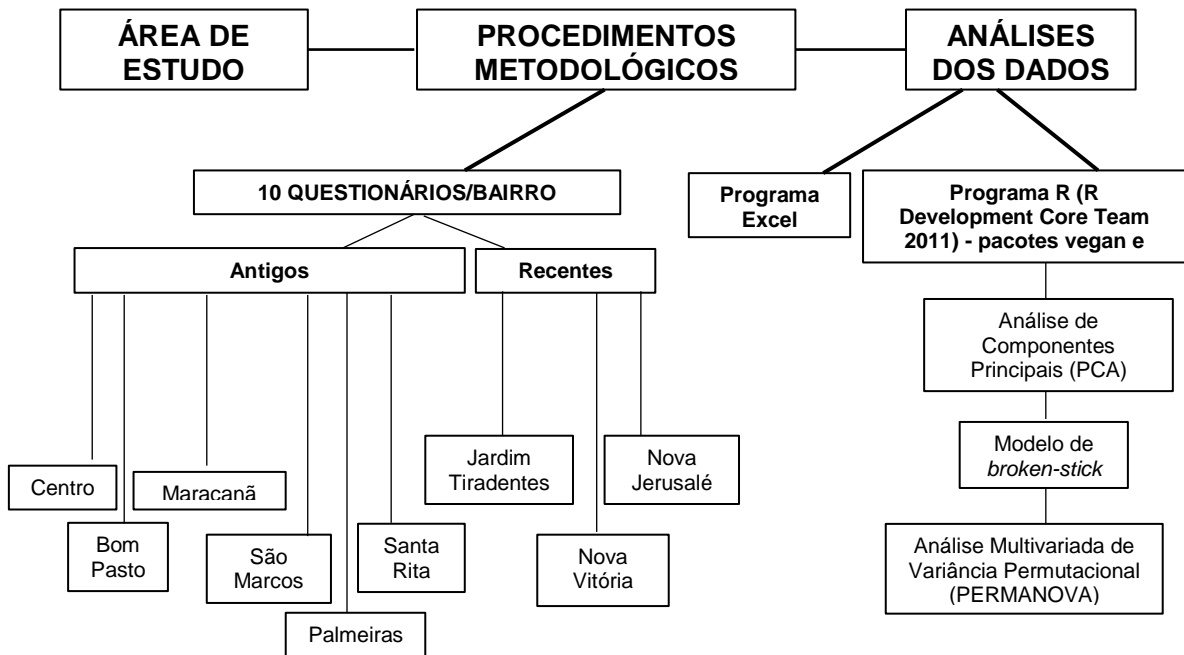 ÁREA DE
ESTUDO
PROCEDIMENTOS
METODOLÓGICOS
ANÁLISES
DOS DADOS
10 QUESTIONÁRIOS/BAIRRO
Programa
Excel
Programa R (R
Development Core Team
2011) - pacotes vegan e
Antigos
Recentes
Centro
Bom
Pasto
Maracanã
São
Marcos
Palmeiras
Santa
Rita
Jardim
Tiradentes
Nova
Vitória
Nova
Jerusalé
Análise de
Componentes
Principais (PCA)
Modelo de
broken-stick
Análise Multivariada de
Variância Permutacional
(PERMANOVA)